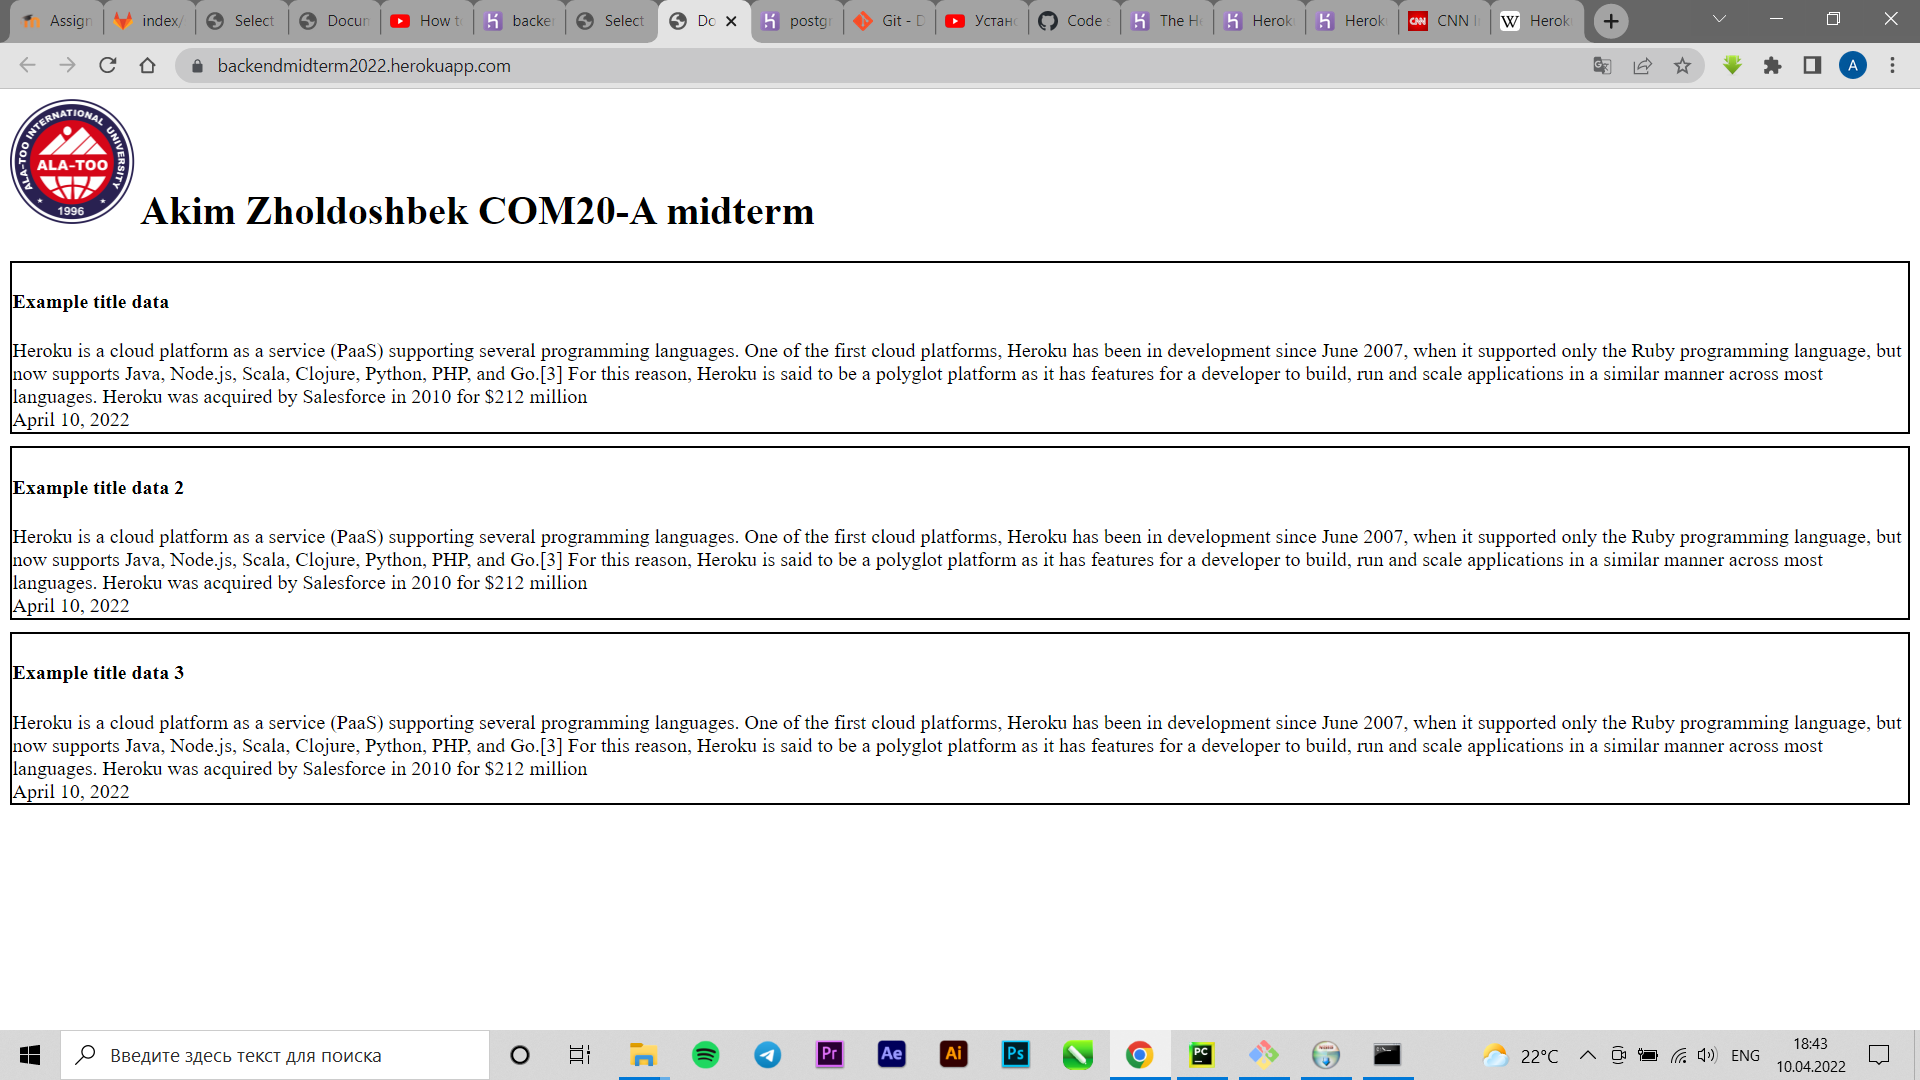 Assign
index/
Select
Docun
How t
backe
Select
Do
postgr
Git - D
Устан
Code s
The He
Herok
Herok
CNN I
Herok
backendmidterm2022.herokuapp.com
A
ALA-TOO INTERNATIONAL UNIVERSITY
ALA-TOO
1996
Akim Zholdoshbek COM20-A midterm
Example title data
Heroku is a cloud platform as a service (PaaS) supporting several programming languages. One of the first cloud platforms, Heroku has been in development since June 2007, when it supported only the Ruby programming language, but
now supports Java, Node.js, Scala, Clojure, Python, PHP, and Go.[3] For this reason, Heroku is said to be a polyglot platform as it has features for a developer to build, run and scale applications in a similar manner across most
languages. Heroku was acquired by Salesforce in 2010 for $212 million
April 10, 2022
Example title data 2
Heroku is a cloud platform as a service (PaaS) supporting several programming languages. One of the first cloud platforms, Heroku has been in development since June 2007, when it supported only the Ruby programming language, but
now supports Java, Node.js, Scala, Clojure, Python, PHP, and Go.[3] For this reason, Heroku is said to be a polyglot platform as it has features for a developer to build, run and scale applications in a similar manner across most
languages. Heroku was acquired by Salesforce in 2010 for $212 million
April 10, 2022
Example title data 3
Heroku is a cloud platform as a service (PaaS) supporting several programming languages. One of the first cloud platforms, Heroku has been in development since June 2007, when it supported only the Ruby programming language, but
now supports Java, Node.js, Scala, Clojure, Python, PHP, and Go.[3] For this reason, Heroku is said to be a polyglot platform as it has features for a developer to build, run and scale applications in a similar manner across most
languages. Heroku was acquired by Salesforce in 2010 for $212 million
April 10, 2022
Введите здесь текст для поиска
Pr
Ae
Ai
Ps
PC
22°C
ENG
18:43
10.04.2022